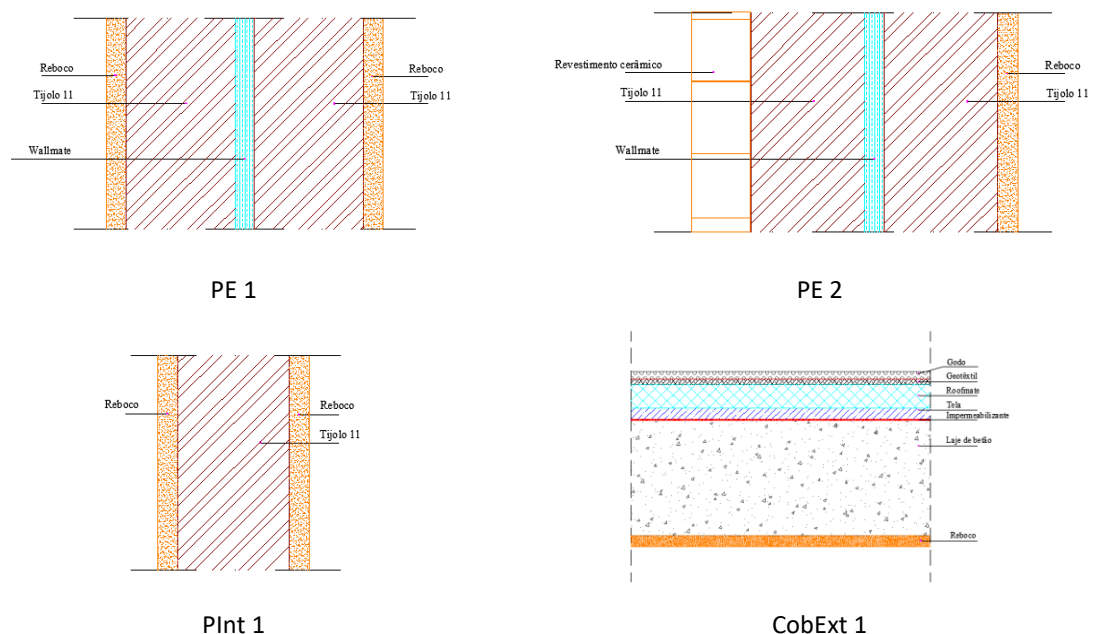 Reboco
Tijolo 11
Wallmate
Reboco
Tijolo 11
PE 1
Revestimento cerâmico
Tijolo 11
Wallmate
Reboco
Tijolo 11
PE 2
Reboco
Reboco
Tijolo 11
PInt 1
Godo
Geotêxtil
Roofmate
Tela
Impermeabilizante
Laje de betão
Reboco
CobExt 1